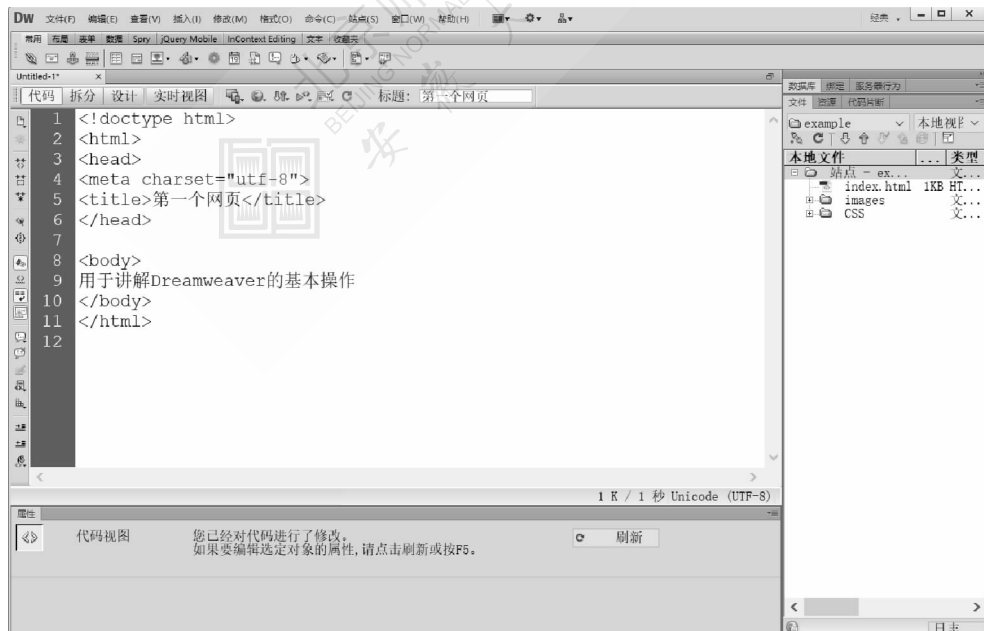 DW 文件(F) 编辑(E) 查看(V) 插入(I) 修改(M) 格式(O) 命令(C) 站点(S) 窗口(W) 帮助(H) 经典
常用 布局 表单 数据 Spry jQuery Mobile InContext Editing 文本 收藏夹
Untitled-1* ×
代码 拆分 设计 实时视图 标题: 第一个网页
1 <!doctype html>
2 <html>
3 <head>
4 <meta charset="utf-8">
5 <title>第一个网页</title>
6 </head>
7
8 <body>
9 用于讲解Dreamweaver的基本操作
10 </body>
11 </html>
12
1 K / 1 秒 Unicode (UTF-8)
属性
代码视图 您已经对代码进行了修改。
如果要编辑选定对象的属性,请点击刷新或按F5。
刷新
数据库 绑定 服务器行为
文件 资源 代码片断
example 本地视图
本地文件 ... 类型
站点 - ex... 文...
index.html 1KB HT...
images 文...
CSS 文...
日志
BEIJING NORMAL